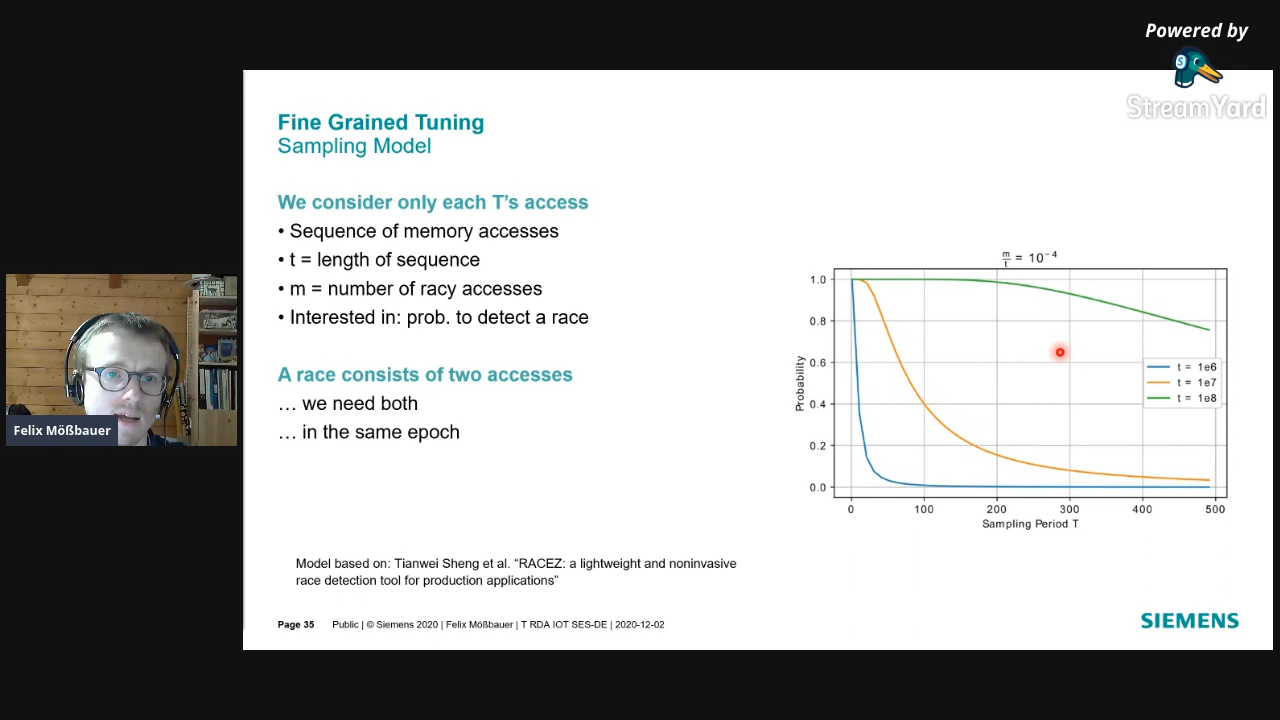 Powered by
StreamYard
Fine Grained Tuning
Sampling Model
We consider only each T's access
• Sequence of memory accesses
• t = length of sequence
• m = number of racy accesses
• Interested in: prob. to detect a race
A race consists of two accesses
… we need both
… in the same epoch
m/t = 10⁻⁴
1.0
0.8
0.6
0.4
0.2
0.0
Probability
0 100 200 300 400 500
Sampling Period T
t = 1e6
t = 1e7
t = 1e8
Felix Mößbauer
Model based on: Tianwei Sheng et al. “RACEZ: a lightweight and noninvasive
race detection tool for production applications”
Page 35 Public | © Siemens 2020 | Felix Mößbauer | T RDA IOT SES-DE | 2020-12-02
SIEMENS